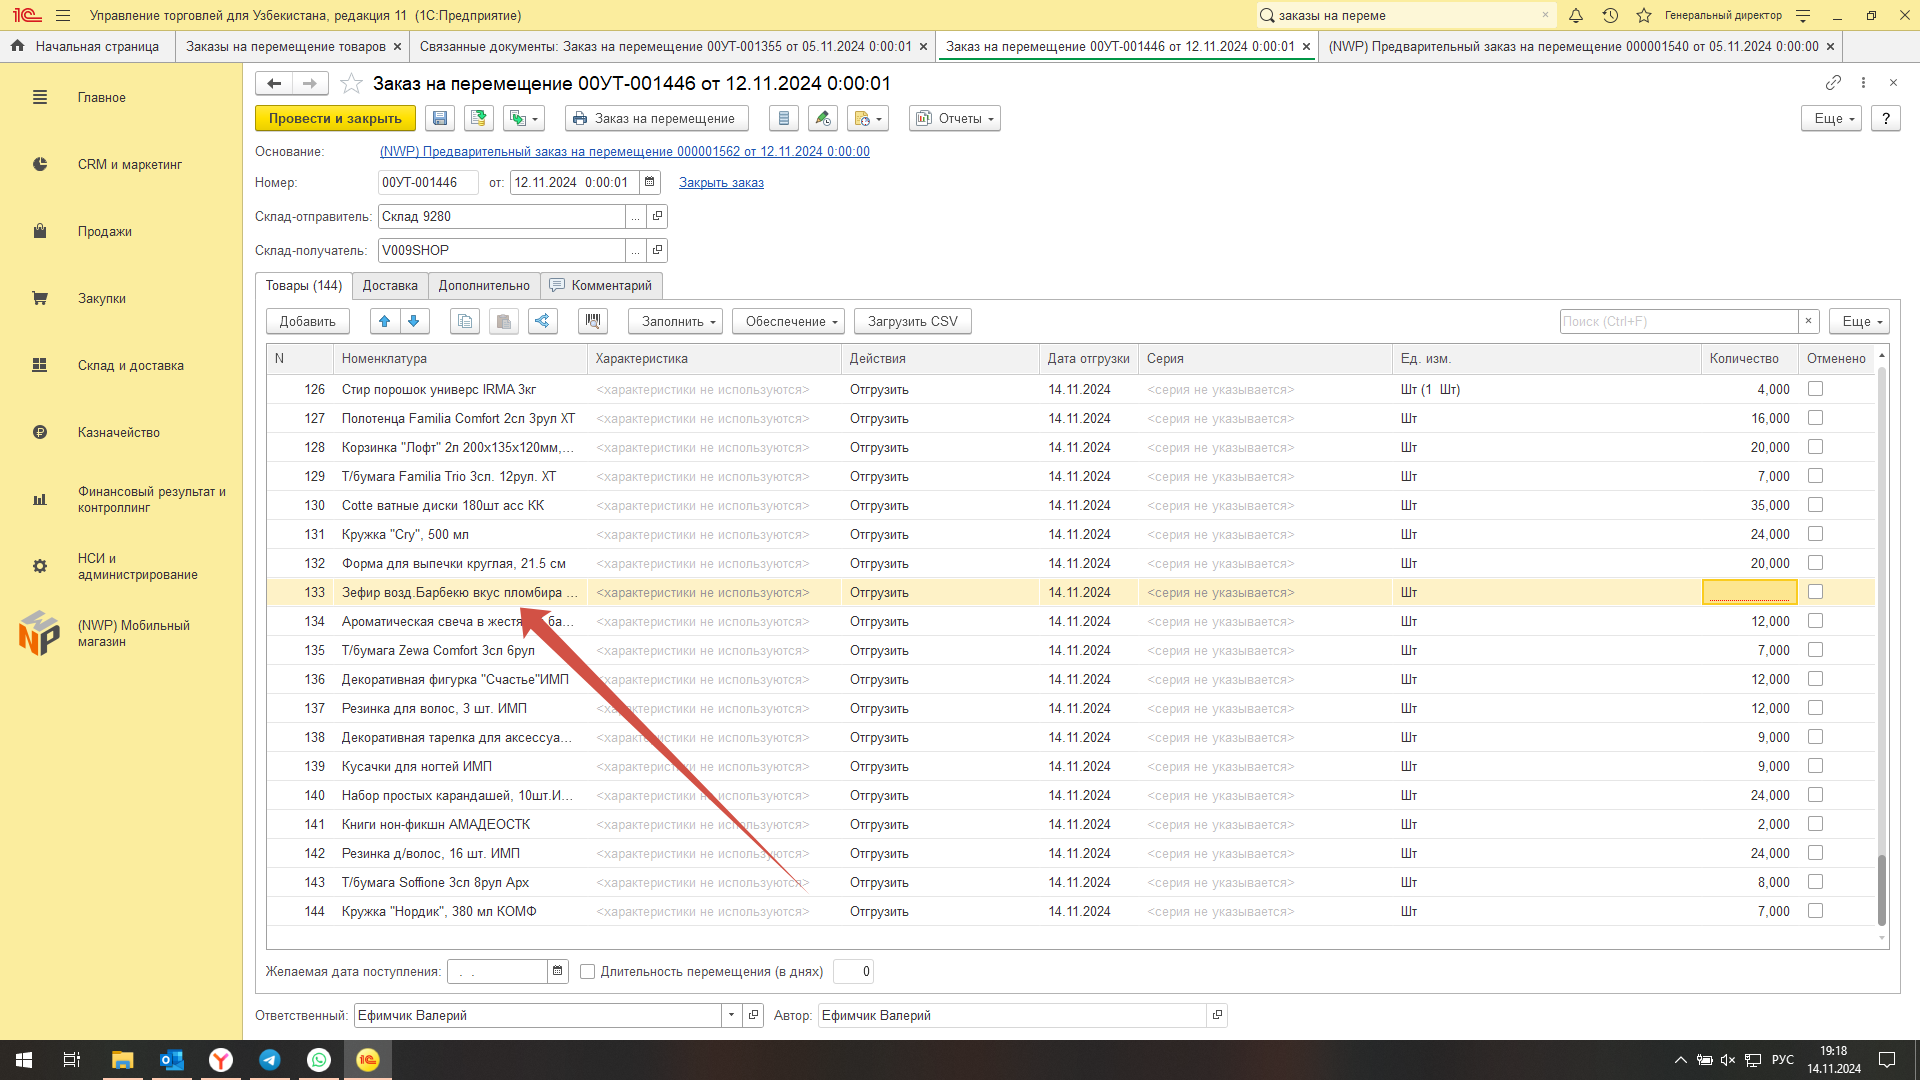 Управление торговлей для Узбекистана, редакция 11 (1С:Предприятие)
заказы на переме
Генеральный директор
Начальная страница
Заказы на перемещение товаров
Связанные документы: Заказ на перемещение 00УТ-001355 от 05.11.2024 0:00:01
Заказ на перемещение 00УТ-001446 от 12.11.2024 0:00:01
(NWP) Предварительный заказ на перемещение 000001540 от 05.11.2024 0:00:00
Главное
CRM и маркетинг
Продажи
Закупки
Склад и доставка
Казначейство
Финансовый результат и
контроллинг
НСИ и
администрирование
(NWP) Мобильный
магазин
Заказ на перемещение 00УТ-001446 от 12.11.2024 0:00:01
Провести и закрыть
Заказ на перемещение
Отчеты
Еще
?
Основание:
(NWP) Предварительный заказ на перемещение 000001562 от 12.11.2024 0:00:00
Номер:
00УТ-001446
от:
12.11.2024 0:00:01
Закрыть заказ
Склад-отправитель:
Склад 9280
...
Склад-получатель:
V009SHOP
...
Товары (144)
Доставка
Дополнительно
Комментарий
Добавить
Заполнить
Обеспечение
Загрузить CSV
Поиск (Ctrl+F)
×
Еще
N Номенклатура Характеристика Действия Дата отгрузки Серия Ед. изм. Количество Отменено
126 Стир порошок универс IRMA 3кг <характеристики не используются> Отгрузить 14.11.2024 <серия не указывается> Шт (1 Шт) 4,000
127 Полотенца Familia Comfort 2сл 3рул ХТ <характеристики не используются> Отгрузить 14.11.2024 <серия не указывается> Шт 16,000
128 Корзинка "Лофт" 2л 200х135х120мм,... <характеристики не используются> Отгрузить 14.11.2024 <серия не указывается> Шт 20,000
129 Т/бумага Familia Trio 3сл. 12рул. ХТ <характеристики не используются> Отгрузить 14.11.2024 <серия не указывается> Шт 7,000
130 Cotte ватные диски 180шт асс КК <характеристики не используются> Отгрузить 14.11.2024 <серия не указывается> Шт 35,000
131 Кружка "Cry", 500 мл <характеристики не используются> Отгрузить 14.11.2024 <серия не указывается> Шт 24,000
132 Форма для выпечки круглая, 21.5 см <характеристики не используются> Отгрузить 14.11.2024 <серия не указывается> Шт 20,000
133 Зефир возд.Барбекю вкус пломбира ... <характеристики не используются> Отгрузить 14.11.2024 <серия не указывается> Шт
134 Ароматическая свеча в жестя ба... <характеристики не используются> Отгрузить 14.11.2024 <серия не указывается> Шт 12,000
135 Т/бумага Zewa Comfort 3сл 6рул <характеристики не используются> Отгрузить 14.11.2024 <серия не указывается> Шт 7,000
136 Декоративная фигурка "Счастье"ИМП <характеристики не используются> Отгрузить 14.11.2024 <серия не указывается> Шт 12,000
137 Резинка для волос, 3 шт. ИМП <характеристики не используются> Отгрузить 14.11.2024 <серия не указывается> Шт 12,000
138 Декоративная тарелка для аксессуа... <характеристики не используются> Отгрузить 14.11.2024 <серия не указывается> Шт 9,000
139 Кусачки для ногтей ИМП <характеристики не используются> Отгрузить 14.11.2024 <серия не указывается> Шт 9,000
140 Набор простых карандашей, 10шт.И... <характеристики не используются> Отгрузить 14.11.2024 <серия не указывается> Шт 24,000
141 Книги нон-фикшн АМАДЕОСТК <характеристики не используются> Отгрузить 14.11.2024 <серия не указывается> Шт 2,000
142 Резинка д/волос, 16 шт. ИМП <характеристики не используются> Отгрузить 14.11.2024 <серия не указывается> Шт 24,000
143 Т/бумага Soffione 3сл 8рул Арх <характеристики не используются> Отгрузить 14.11.2024 <серия не указывается> Шт 8,000
144 Кружка "Нордик", 380 мл КОМФ <характеристики не используются> Отгрузить 14.11.2024 <серия не указывается> Шт 7,000
Желаемая дата поступления: . .
Длительность перемещения (в днях) 0
Ответственный: Ефимчик Валерий
Автор: Ефимчик Валерий
РУС
19:18
14.11.2024